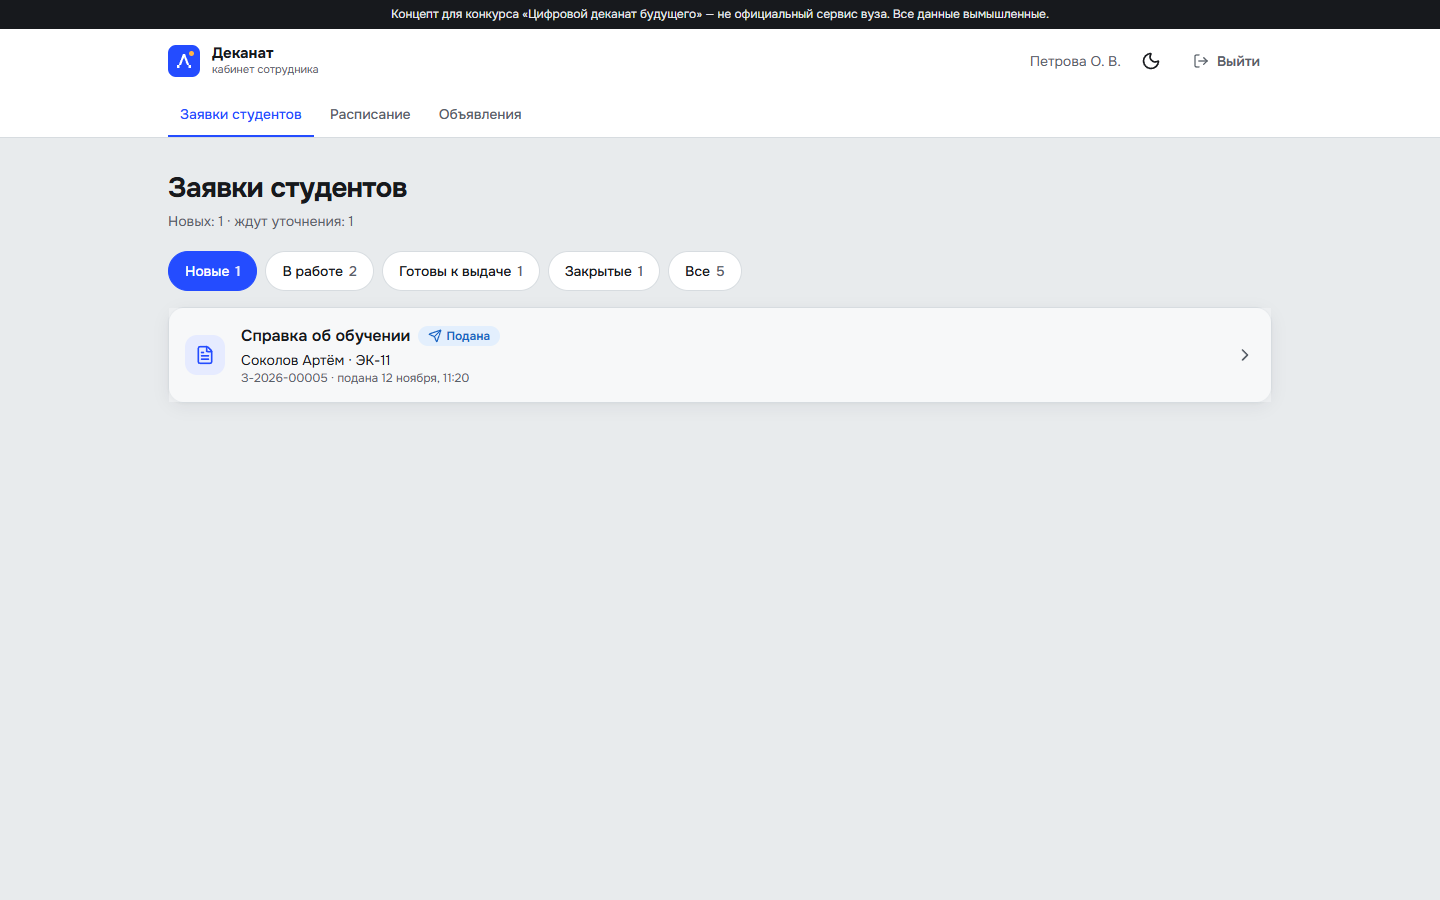 Концепт для конкурса «Цифровой деканат будущего» — не официальный сервис вуза. Все данные вымышленные.
Деканат
кабинет сотрудника
Петрова О. В.
Выйти
Заявки студентов
Расписание
Объявления
Заявки студентов
Новых: 1 · ждут уточнения: 1
Новые 1
В работе 2
Готовы к выдаче 1
Закрытые 1
Все 5
Справка об обучении
Подана
Соколов Артём · ЭК-11
З-2026-00005 · подана 12 ноября, 11:20